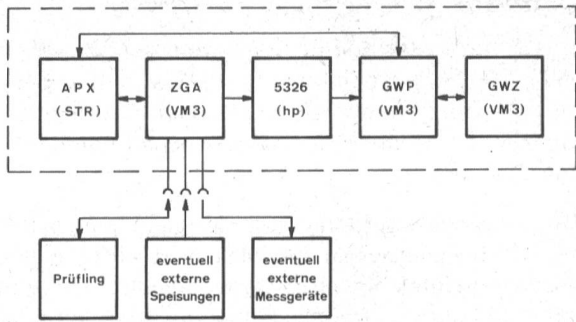 APX
(STR)
ZGA
(VM3)
5326
(hp)
GWP
(VM3)
GWZ
(VM3)
Prüfling
eventuell
externe
Speisungen
eventuell
externe
Messgeräte